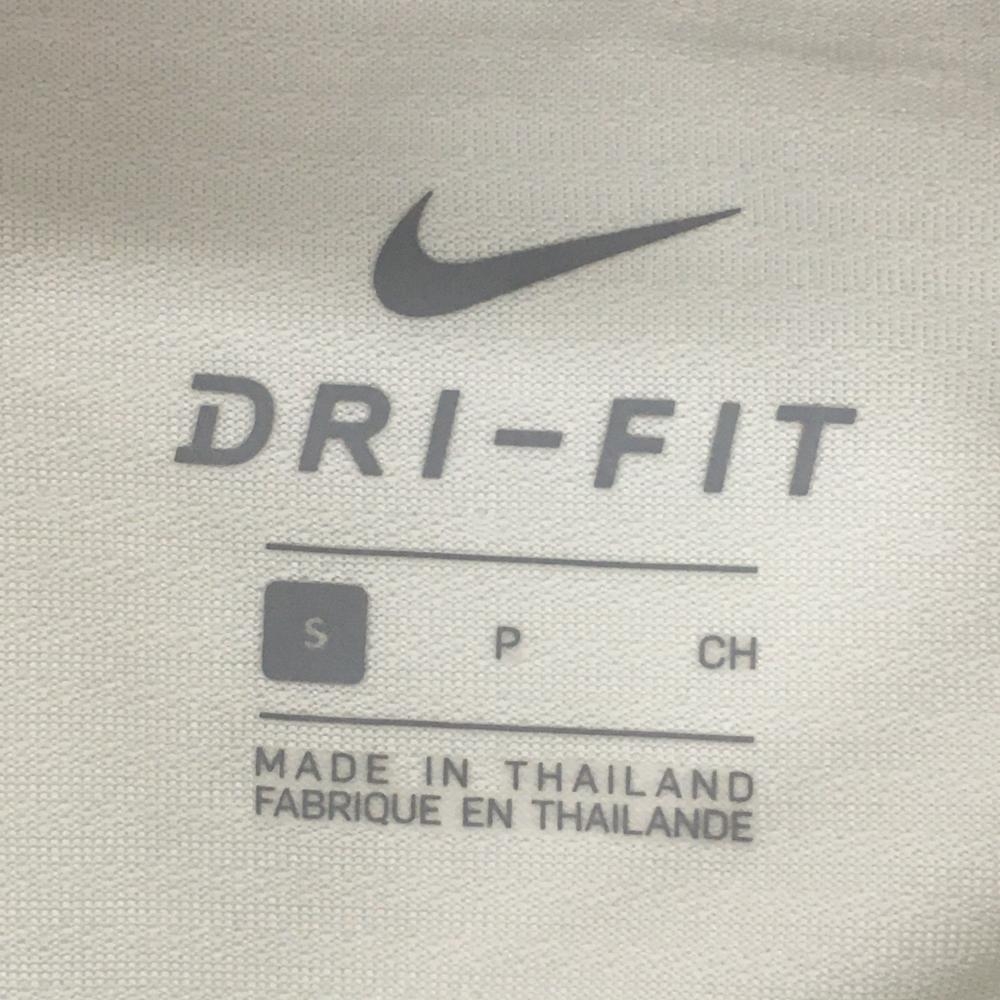 DRI-FIT
S P CH
MADE IN THAILAND
FABRIQUE EN THAILANDE